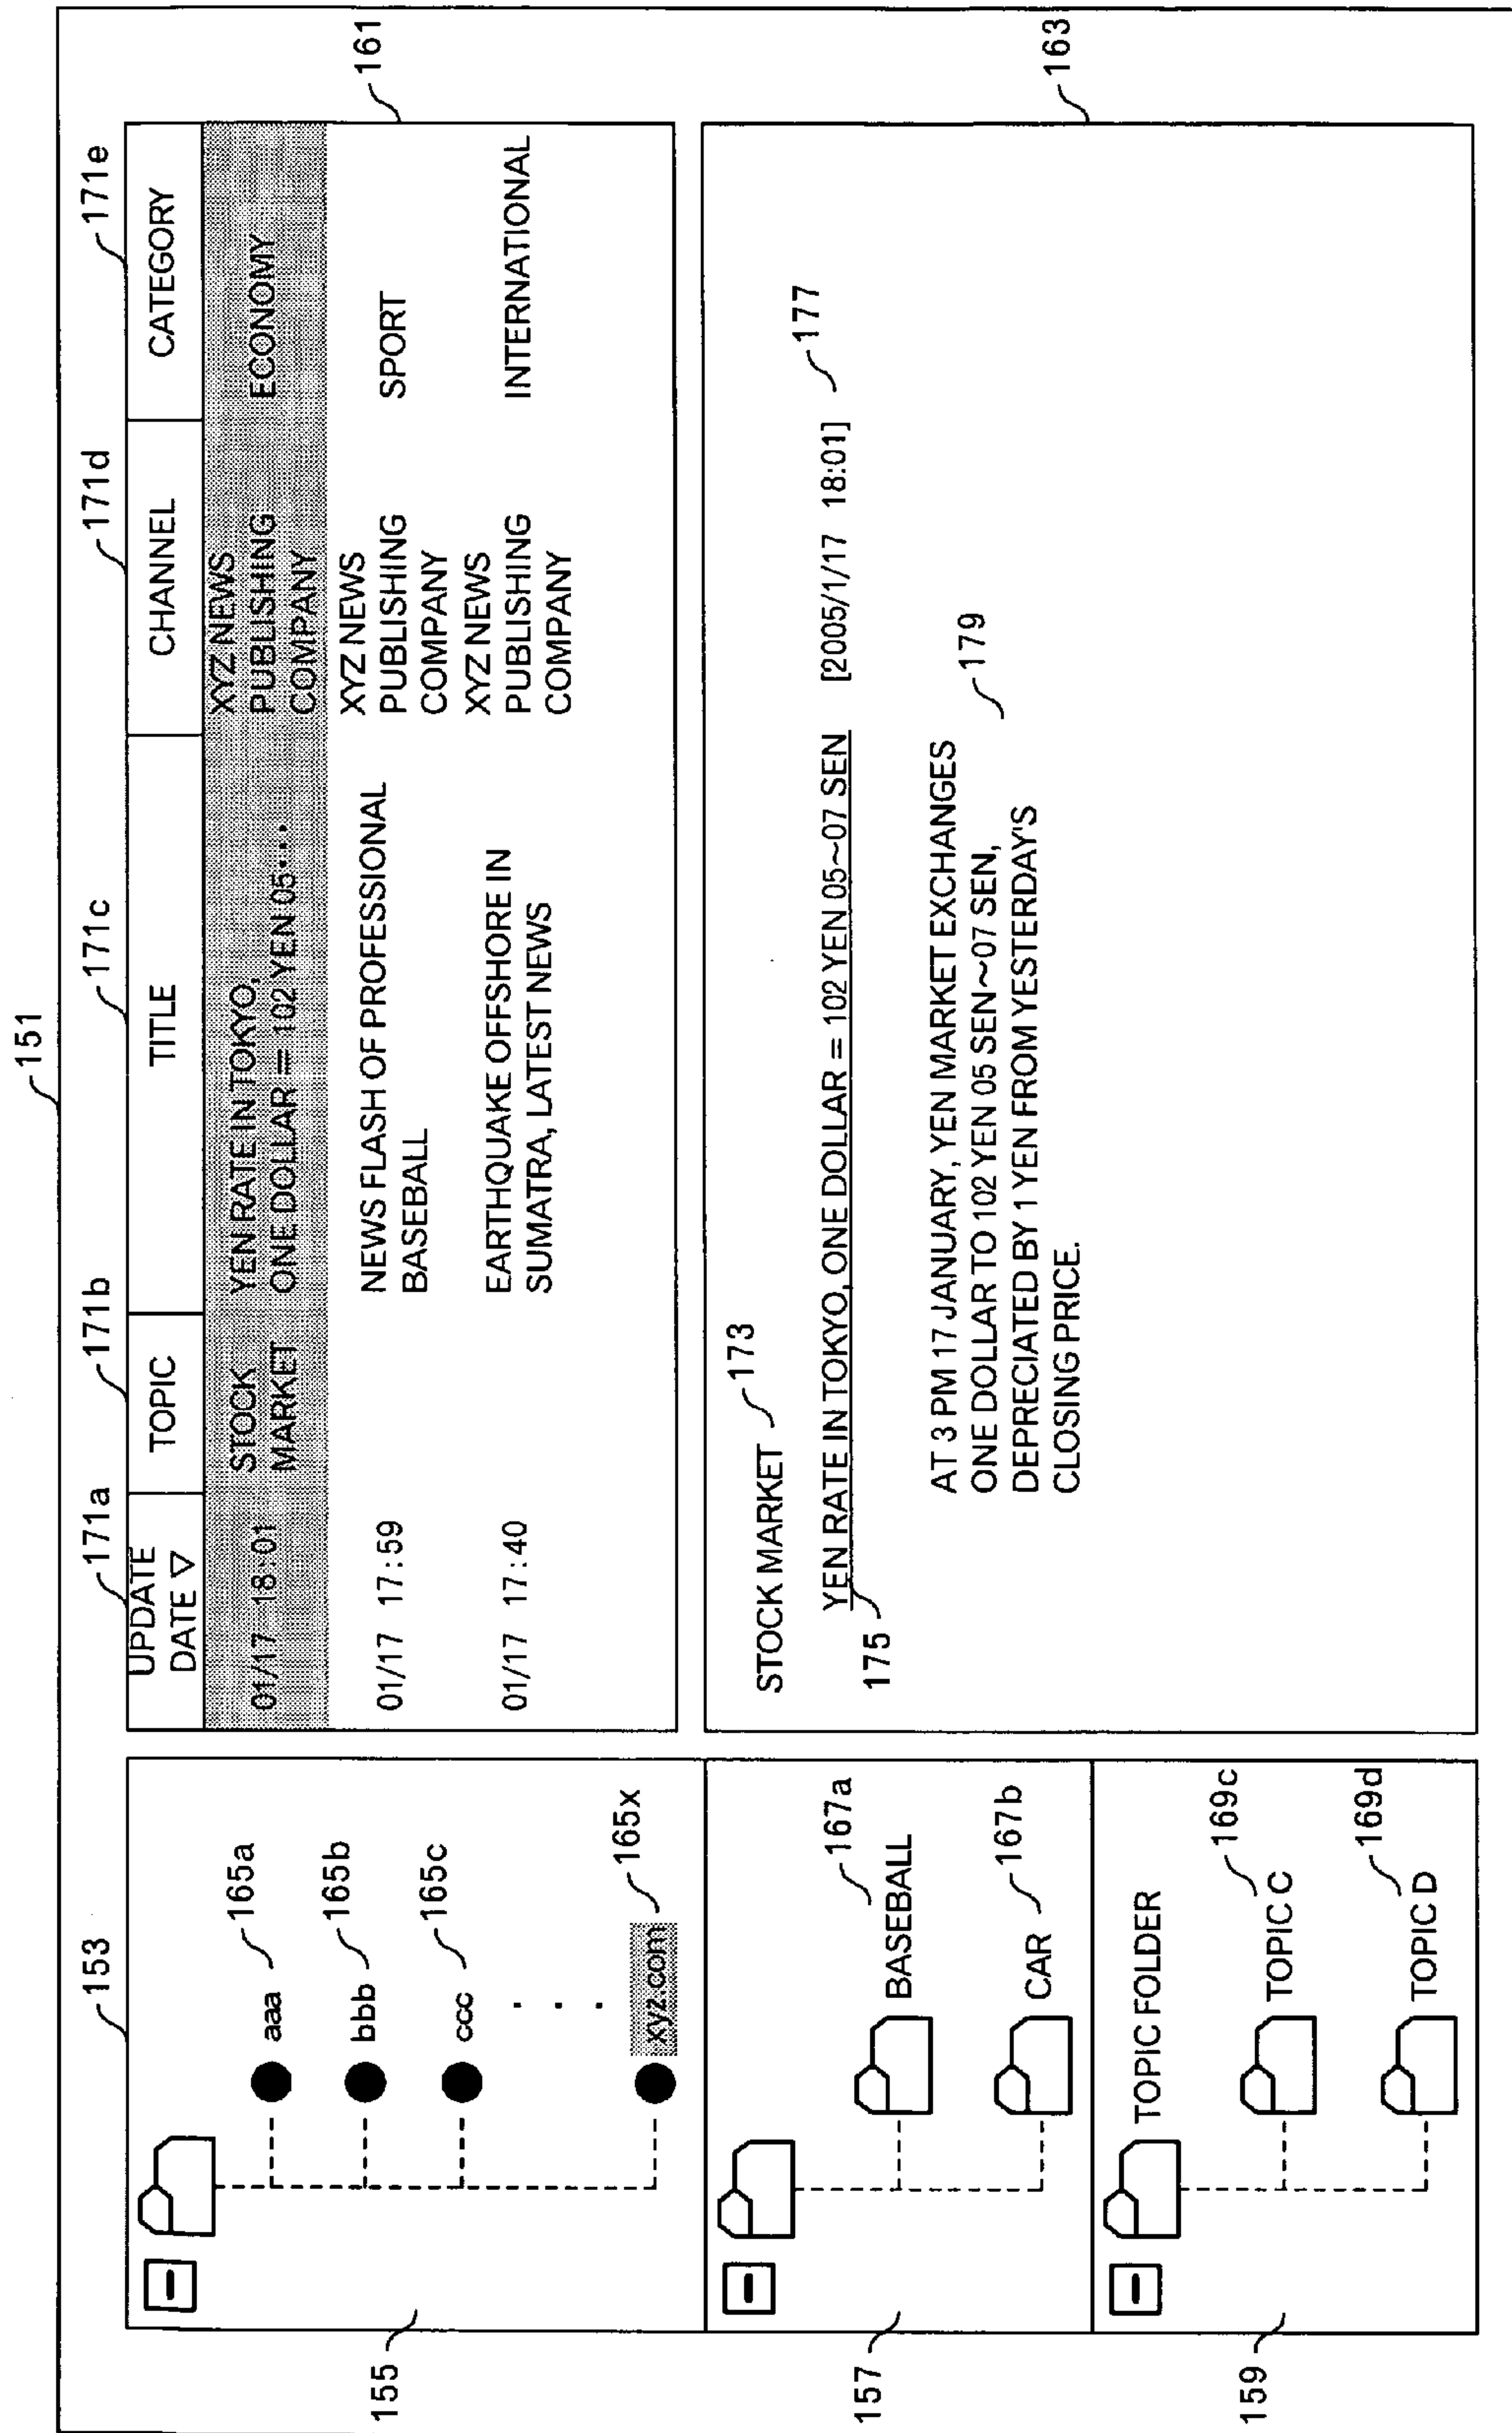 151
153
155
165a
aaa
165b
bbb
165c
ccc
165x
xyz.com
157
167a
BASEBALL
167b
CAR
159
TOPIC FOLDER
169c
TOPIC C
169d
TOPIC D
171a 171b 171c 171d 171e
UPDATE
DATE ▽ TOPIC TITLE CHANNEL CATEGORY
161
01/17 18:01 STOCK YEN RATE IN TOKYO, XYZ NEWS
MARKET ONE DOLLAR = 102 YEN 05··· PUBLISHING ECONOMY
COMPANY
XYZ NEWS
01/17 17:59 NEWS FLASH OF PROFESSIONAL PUBLISHING SPORT
BASEBALL COMPANY
XYZ NEWS
01/17 17:40 EARTHQUAKE OFFSHORE IN PUBLISHING INTERNATIONAL
SUMATRA, LATEST NEWS COMPANY
163
STOCK MARKET 173
YEN RATE IN TOKYO, ONE DOLLAR = 102 YEN 05~07 SEN [2005/1/17 18:01] 177
175
AT 3 PM 17 JANUARY, YEN MARKET EXCHANGES 179
ONE DOLLAR TO 102 YEN 05 SEN~07 SEN,
DEPRECIATED BY 1 YEN FROM YESTERDAY'S
CLOSING PRICE.